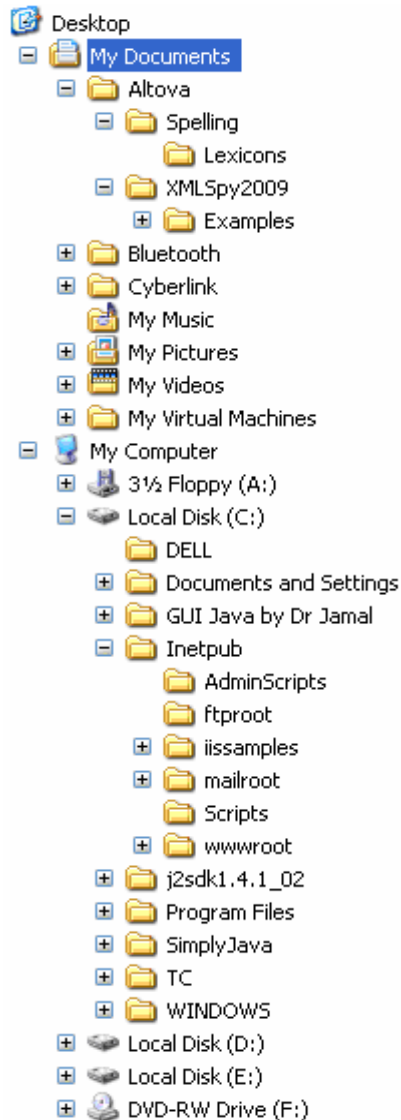 Desktop
My Documents
Altova
Spelling
Lexicons
XMLSpy2009
Examples
Bluetooth
Cyberlink
My Music
My Pictures
My Videos
My Virtual Machines
My Computer
3½ Floppy (A:)
Local Disk (C:)
DELL
Documents and Settings
GUI Java by Dr Jamal
Inetpub
AdminScripts
ftproot
iissamples
mailroot
Scripts
wwwroot
j2sdk1.4.1_02
Program Files
SimplyJava
TC
WINDOWS
Local Disk (D:)
Local Disk (E:)
DVD-RW Drive (F:)